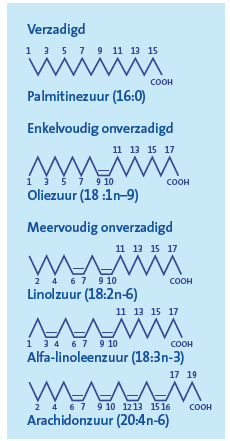 Verzadigd
1 3 5 7 9 11 13 15
COOH
Palmitinezuur (16:0)
Enkelvoudig onverzadigd
11 13 15 17
1 3 5 7 9 10 COOH
Oliezuur (18 :1n–9)
Meervoudig onverzadigd
11 13 15 17
2 4 6 7 9 10 COOH
Linolzuur (18:2n-6)
11 13 15 17
1 3 4 6 7 9 10 COOH
Alfa-linoleenzuur (18:3n-3)
17 19
2 4 6 7 9 10 12 13 15 16 COOH
Arachidonzuur (20:4n-6)